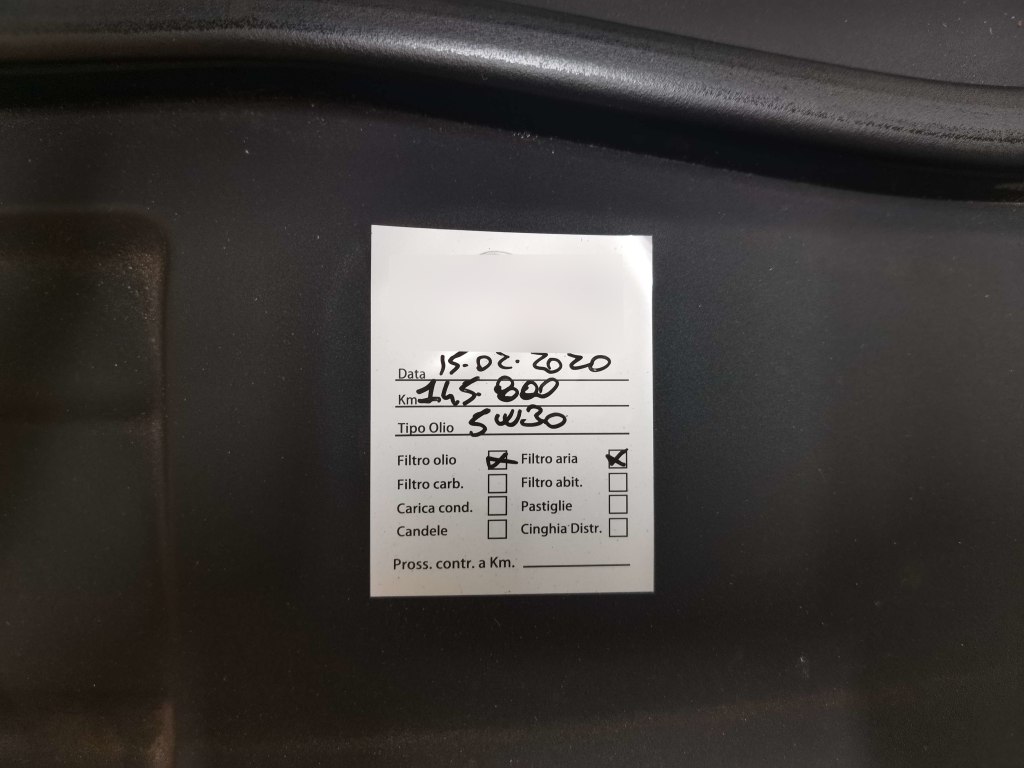 Data 15.02.2020
Km 145.800
Tipo Olio 5W30
Filtro olio Filtro aria
Filtro carb. Filtro abit.
Carica cond. Pastiglie
Candele Cinghia Distr.
Pross. contr. a Km.